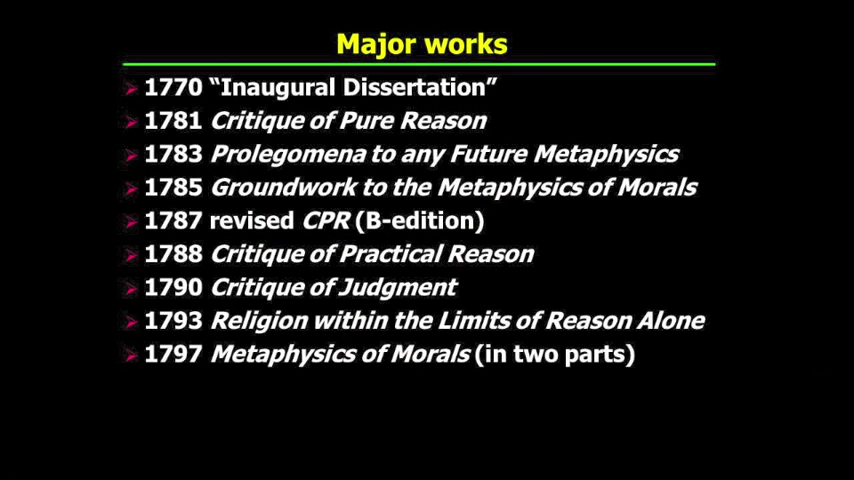 Major works
1770 “Inaugural Dissertation”
1781 Critique of Pure Reason
1783 Prolegomena to any Future Metaphysics
1785 Groundwork to the Metaphysics of Morals
1787 revised CPR (B-edition)
1788 Critique of Practical Reason
1790 Critique of Judgment
1793 Religion within the Limits of Reason Alone
1797 Metaphysics of Morals (in two parts)